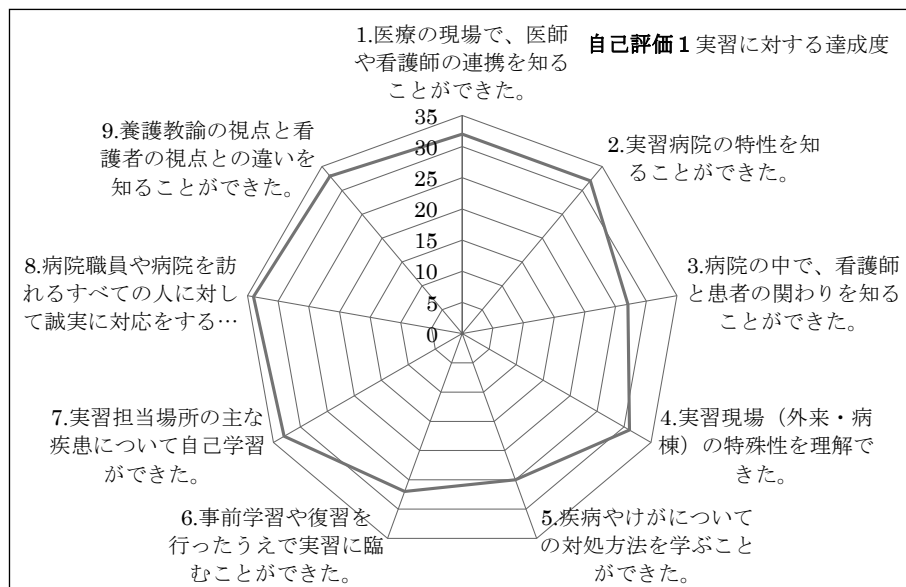 自己評価1 実習に対する達成度
1.医療の現場で、医師
や看護師の連携を知る
ことができた。
2.実習病院の特性を知
ることができた。
3.病院の中で、看護師
と患者の関わりを知る
ことができた。
4.実習現場（外来・病
棟）の特殊性を理解で
きた。
5.疾病やけがについて
の対処方法を学ぶこと
ができた。
6.事前学習や復習を
行ったうえで実習に臨
むことができた。
7.実習担当場所の主な
疾患について自己学習
ができた。
8.病院職員や病院を訪
れるすべての人に対し
て誠実に対応をする…
9.養護教諭の視点と看
護者の視点との違いを
知ることができた。
35
30
25
20
15
10
5
0